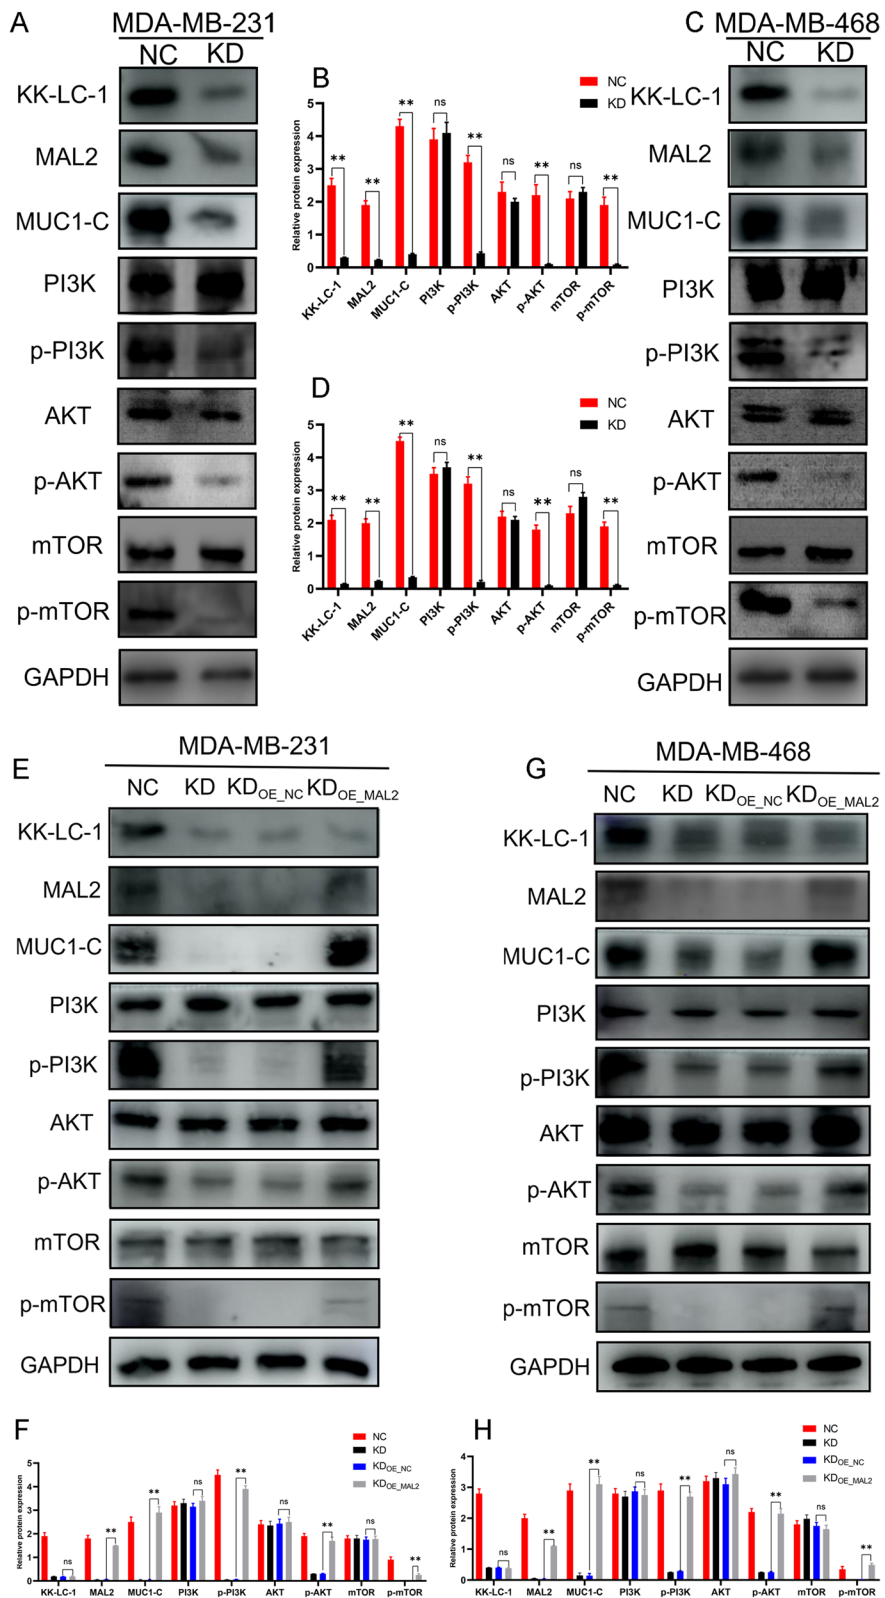 A
MDA-MB-231
NC KD
KK-LC-1
MAL2
MUC1-C
PI3K
p-PI3K
AKT
p-AKT
mTOR
p-mTOR
GAPDH
B
NC
KD
Relative protein expression
5
4
3
2
1
0
** ** ** ns ** ns ** ns **
KK-LC-1 MAL2 MUC1-C PI3K p-PI3K AKT p-AKT mTOR p-mTOR
D
NC
KD
Relative protein expression
5
4
3
2
1
0
** ** ** ns ** ns ** ns **
KK-LC-1 MAL2 MUC1-C PI3K p-PI3K AKT p-AKT mTOR p-mTOR
C
MDA-MB-468
NC KD
KK-LC-1
MAL2
MUC1-C
PI3K
p-PI3K
AKT
p-AKT
mTOR
p-mTOR
GAPDH
E
MDA-MB-231
NC KD KDOE_NC KDOE_MAL2
KK-LC-1
MAL2
MUC1-C
PI3K
p-PI3K
AKT
p-AKT
mTOR
p-mTOR
GAPDH
G
MDA-MB-468
NC KD KDOE_NC KDOE_MAL2
KK-LC-1
MAL2
MUC1-C
PI3K
p-PI3K
AKT
p-AKT
mTOR
p-mTOR
GAPDH
F
NC
KD
KDOE_NC
KDOE_MAL2
Relative protein expression
5
4
3
2
1
0
ns ** ** ns ** ns ** ns **
KK-LC-1 MAL2 MUC1-C PI3K p-PI3K AKT p-AKT mTOR p-mTOR
H
NC
KD
KDOE_NC
KDOE_MAL2
Relative protein expression
4
3
2
1
0
ns ** ** ns ** ns ** ns **
KK-LC-1 MAL2 MUC1-C PI3K p-PI3K AKT p-AKT mTOR p-mTOR